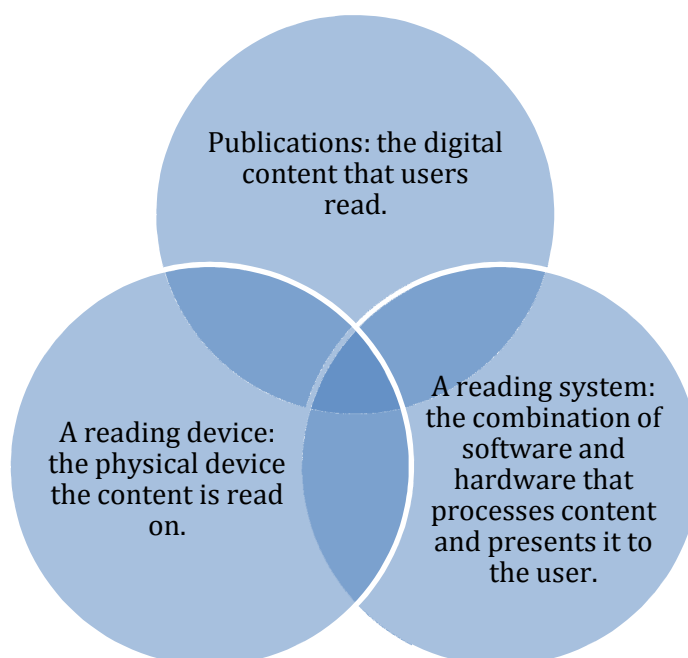 Publications: the digital
content that users
read.
A reading device:
the physical device
the content is read
on.
A reading system:
the combination of
software and
hardware that
processes content
and presents it to
the user.